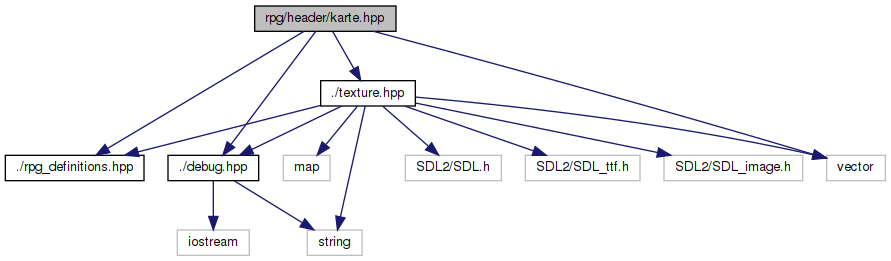 rpg/header/karte.hpp
./texture.hpp
./rpg_definitions.hpp
./debug.hpp
map
SDL2/SDL.h
SDL2/SDL_ttf.h
SDL2/SDL_image.h
vector
iostream
string